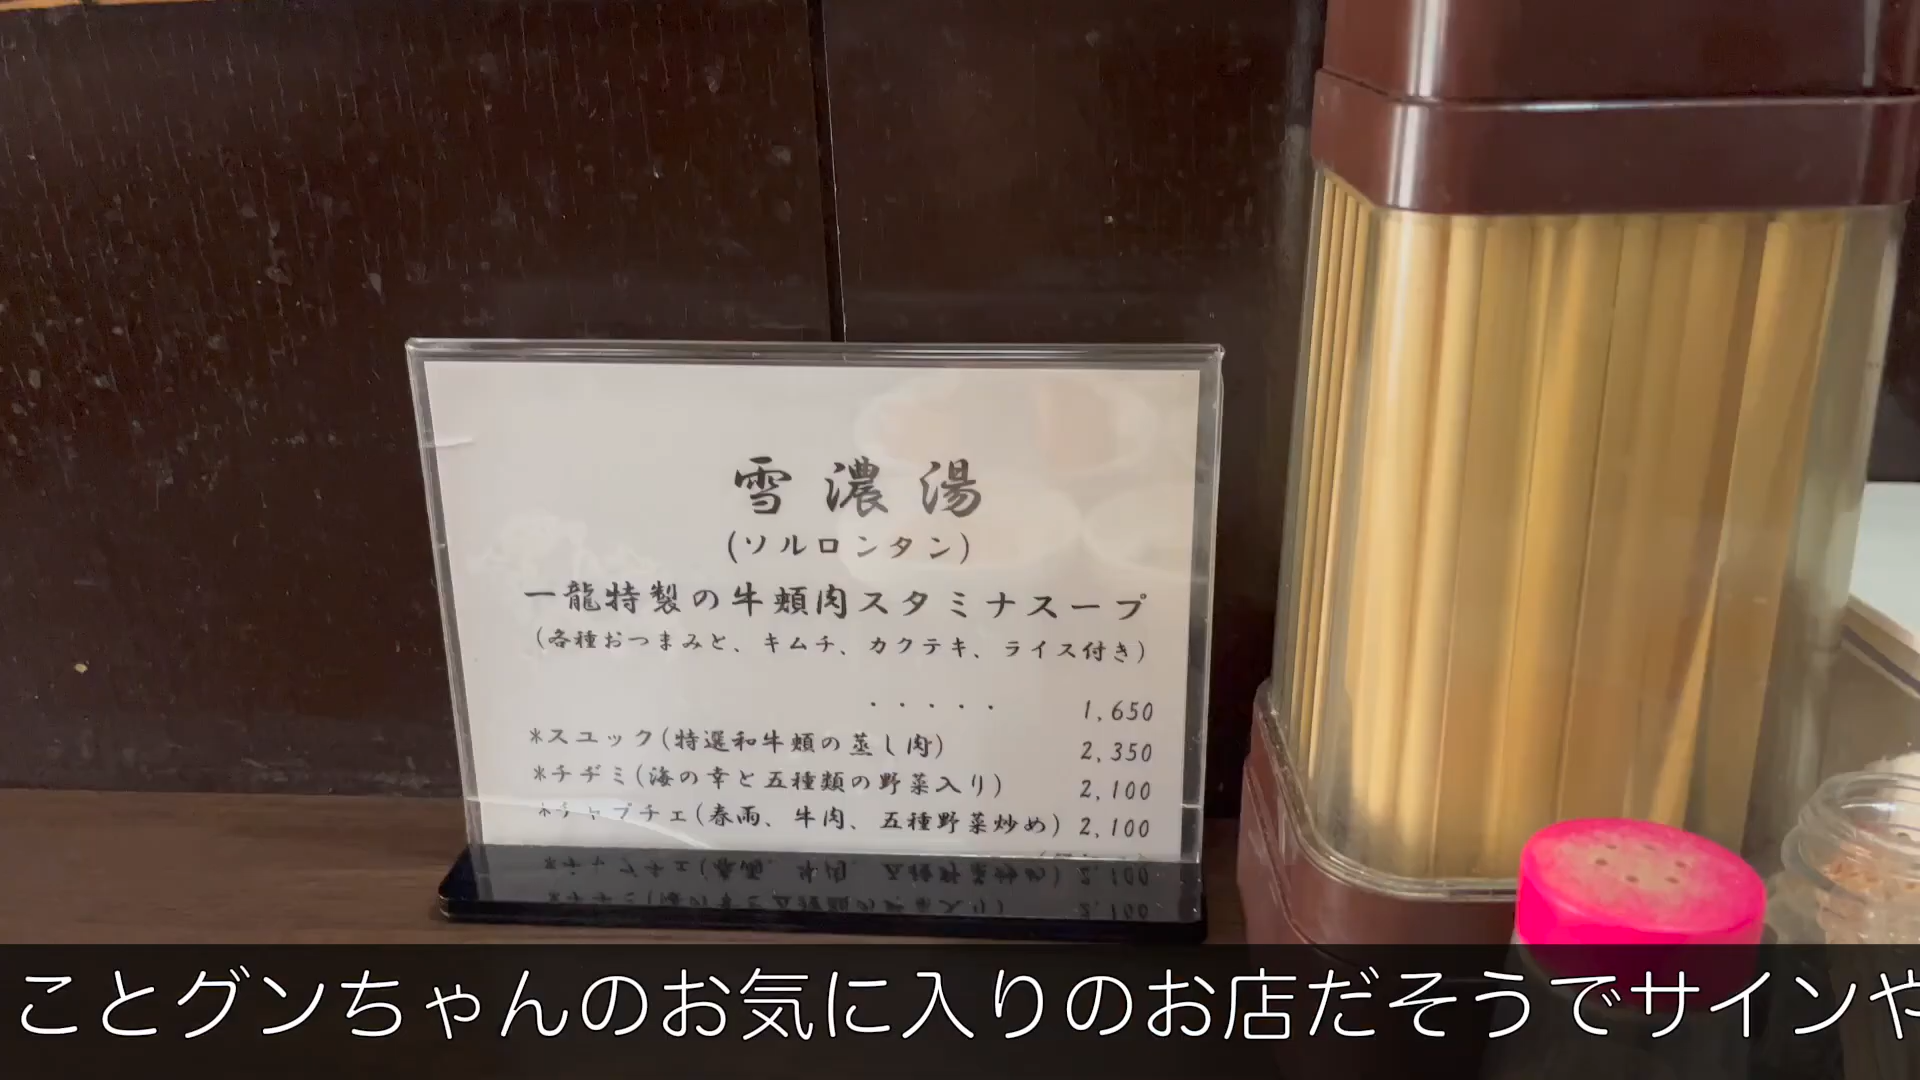 雪濃湯
(ソルロンタン)
一龍特製の牛頬肉スタミナスープ
(各種おつまみと、キムチ、カクテキ、ライス付き)
・・・・・ 1,650
*スユック(特選和牛頬の蒸し肉) 2,350
*チヂミ(海の幸と五種類の野菜入り) 2,100
*チャプチェ(春雨、牛肉、五種野菜炒め) 2,100
ことグンちゃんのお気に入りのお店だそうでサインや